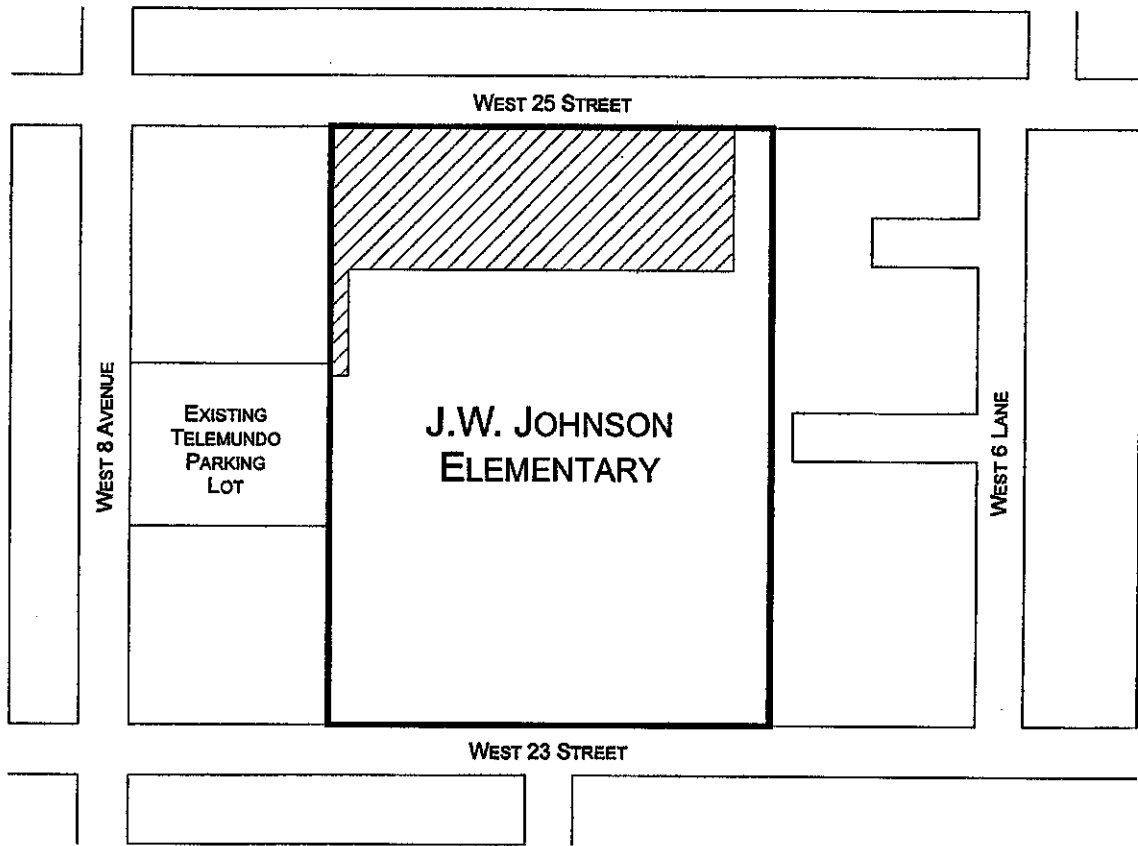 WEST 25 STREET
WEST 8 AVENUE
EXISTING
TELEMUNDO
PARKING
LOT
J.W. JOHNSON
ELEMENTARY
WEST 6 LANE
WEST 23 STREET